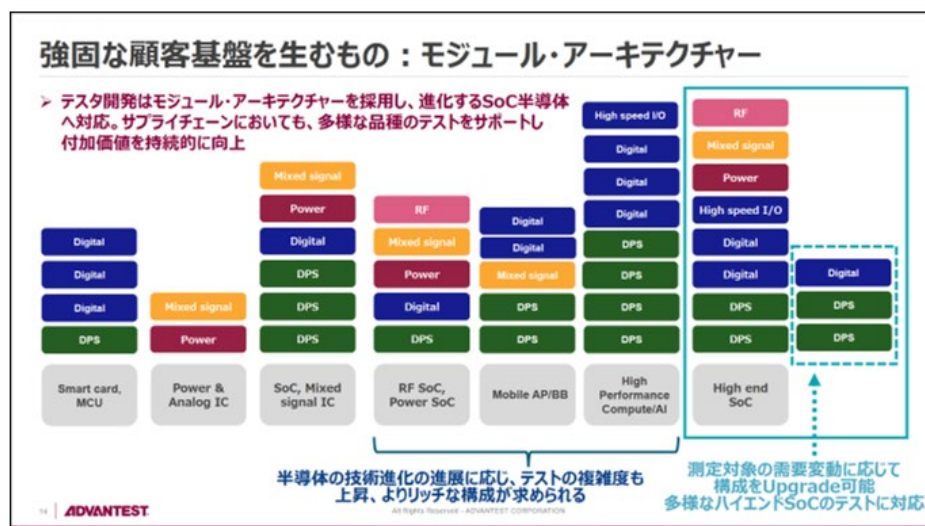 強固な顧客基盤を生むもの：モジュール・アーキテクチャー
➢ テスタ開発はモジュール・アーキテクチャーを採用し、進化するSoC半導体
へ対応。サプライチェーンにおいても、多様な品種のテストをサポートし
付加価値を持続的に向上
Digital
Digital
Digital
DPS
Smart card,
MCU
Mixed signal
Power
Power &
Analog IC
Mixed signal
Power
Digital
DPS
DPS
DPS
SoC, Mixed
signal IC
RF
Mixed signal
Power
Digital
DPS
RF SoC,
Power SoC
Digital
Digital
Mixed signal
DPS
DPS
Mobile AP/BB
High speed I/O
Digital
Digital
Digital
DPS
DPS
DPS
DPS
High
Performance
Compute/AI
RF
Mixed signal
Power
High speed I/O
Digital
Digital
DPS
DPS
High end
SoC
Digital
DPS
DPS
半導体の技術進化の進展に応じ、テストの複雑度も
上昇、よりリッチな構成が求められる
測定対象の需要変動に応じて
構成をUpgrade可能
多様なハイエンドSoCのテストに対応
14
ADVANTEST
All Rights Reserved - ADVANTEST CORPORATION